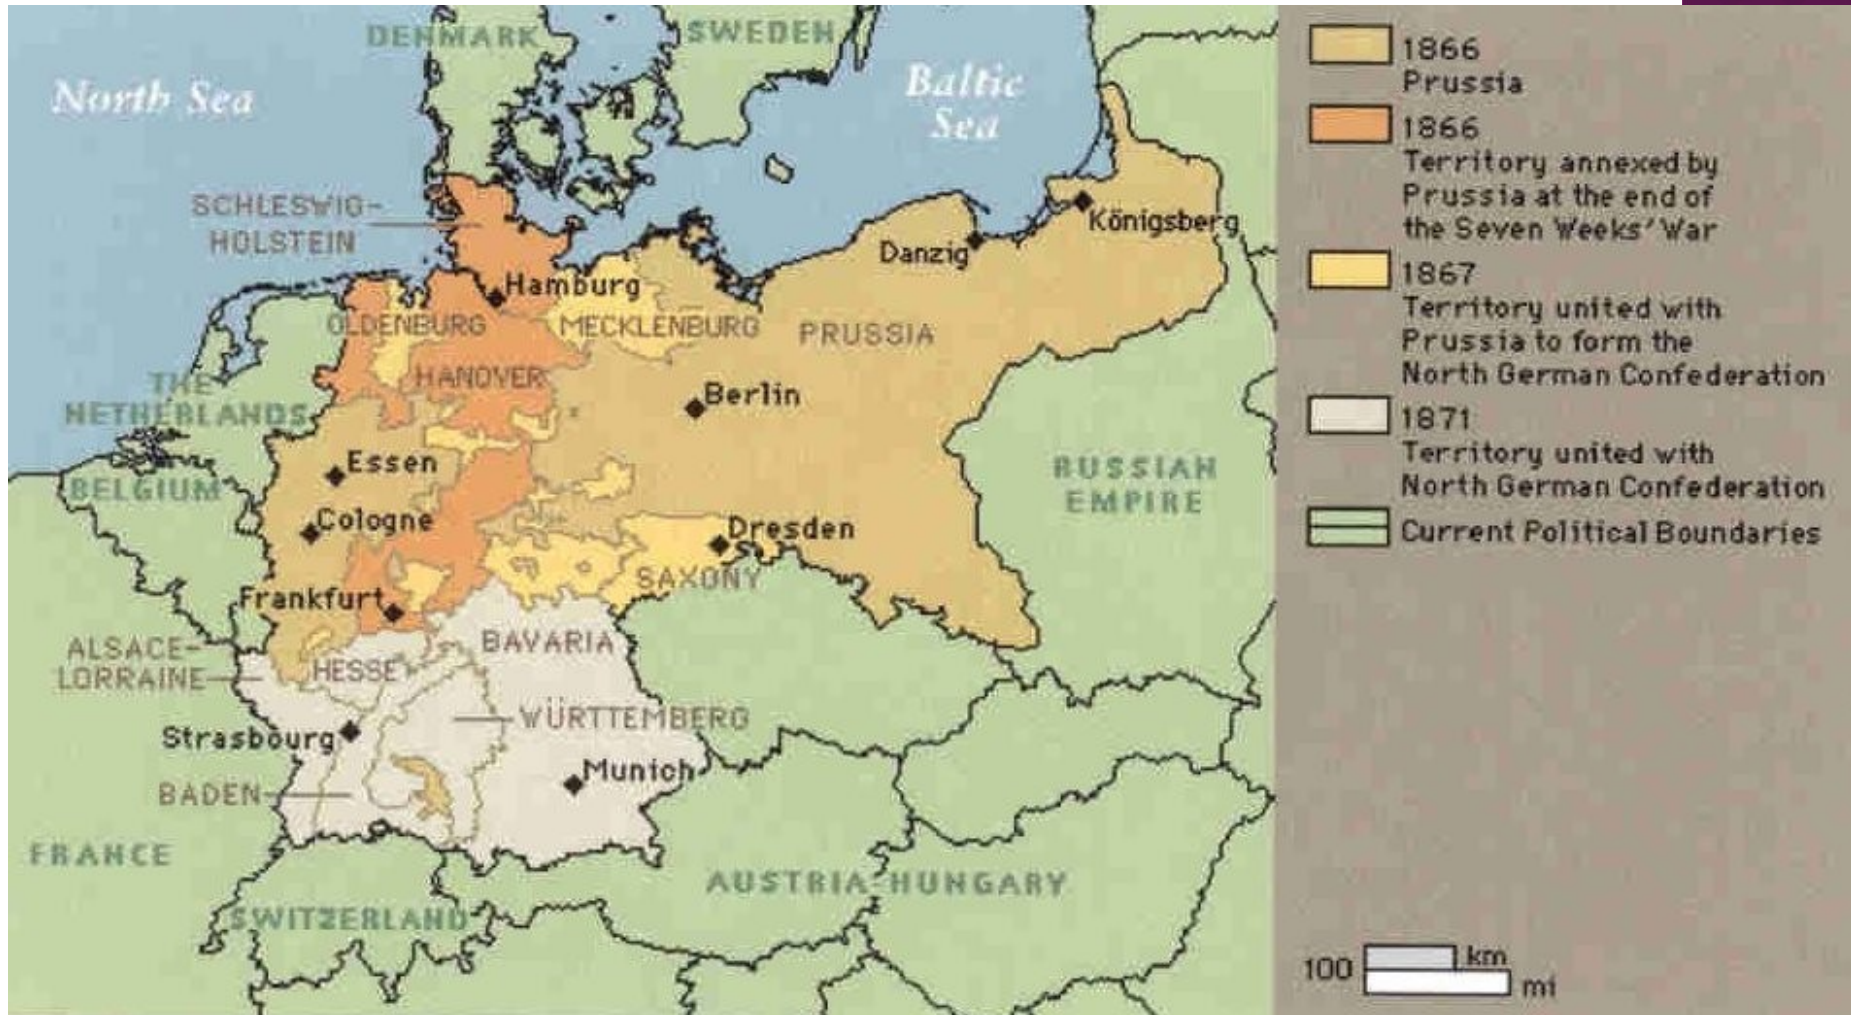 DENMARK
SWEDEN
North Sea
Baltic
Sea
SCHLESWIG-
HOLSTEIN
Königsberg
Danzig
Hamburg
OLDENBURG
MECKLENBURG
PRUSSIA
THE
NETHERLANDS
HANOVER
Berlin
Essen
BELGIUM
RUSSIAN
EMPIRE
Cologne
Dresden
SAXONY
Frankfurt
ALSACE-
LORRAINE
HESSE
BAVARIA
WÜRTTEMBERG
Strasbourg
Munich
BADEN
FRANCE
AUSTRIA-HUNGARY
SWITZERLAND
1866
Prussia
1866
Territory annexed by
Prussia at the end of
the Seven Weeks' War
1867
Territory united with
Prussia to form the
North German Confederation
1871
Territory united with
North German Confederation
Current Political Boundaries
100 km
mi